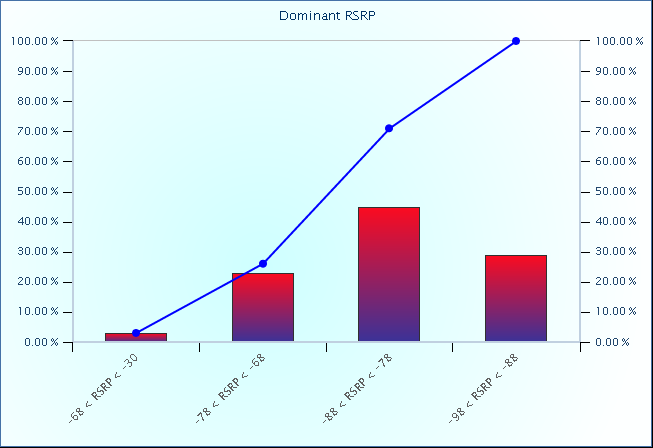 Dominant RSRP
100.00 % 100.00 %
90.00 % 90.00 %
80.00 % 80.00 %
70.00 % 70.00 %
60.00 % 60.00 %
50.00 % 50.00 %
40.00 % 40.00 %
30.00 % 30.00 %
20.00 % 20.00 %
10.00 % 10.00 %
0.00 % 0.00 %
-68 < RSRP < -30
-78 < RSRP < -68
-88 < RSRP < -78
-98 < RSRP < -88